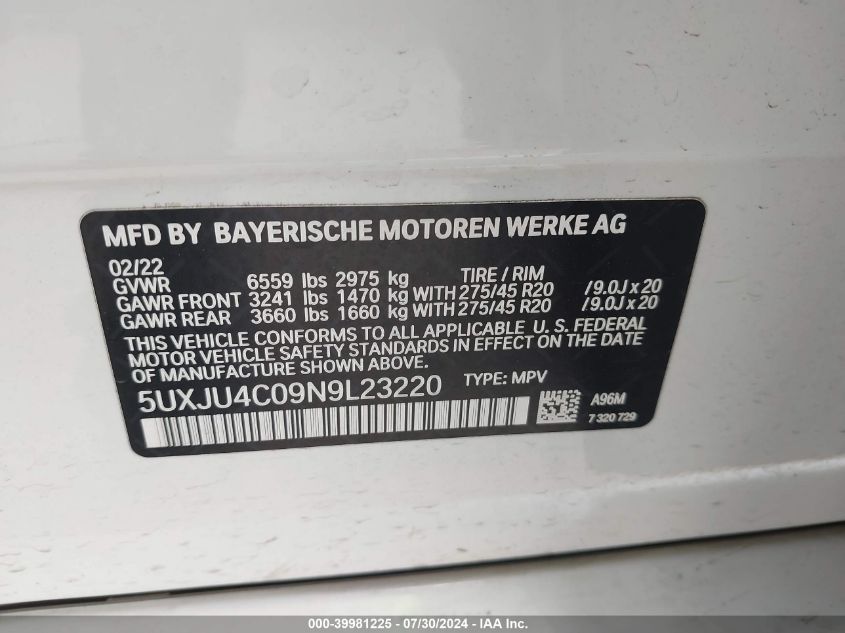 MFD BY BAYERISCHE MOTOREN WERKE AG
02/22
GVWR 6559 lbs 2975 kg TIRE / RIM
GAWR FRONT 3241 lbs 1470 kg WITH 275/45 R20 /9.0J x 20
GAWR REAR 3660 lbs 1660 kg WITH 275/45 R20 /9.0J x 20
THIS VEHICLE CONFORMS TO ALL APPLICABLE U. S. FEDERAL
MOTOR VEHICLE SAFETY STANDARDS IN EFFECT ON THE DATE
OF MANUFACTURE SHOWN ABOVE.
5UXJU4C09N9L23220 TYPE: MPV
A96M
7 320 729
000-39981225 - 07/30/2024 - IAA Inc.